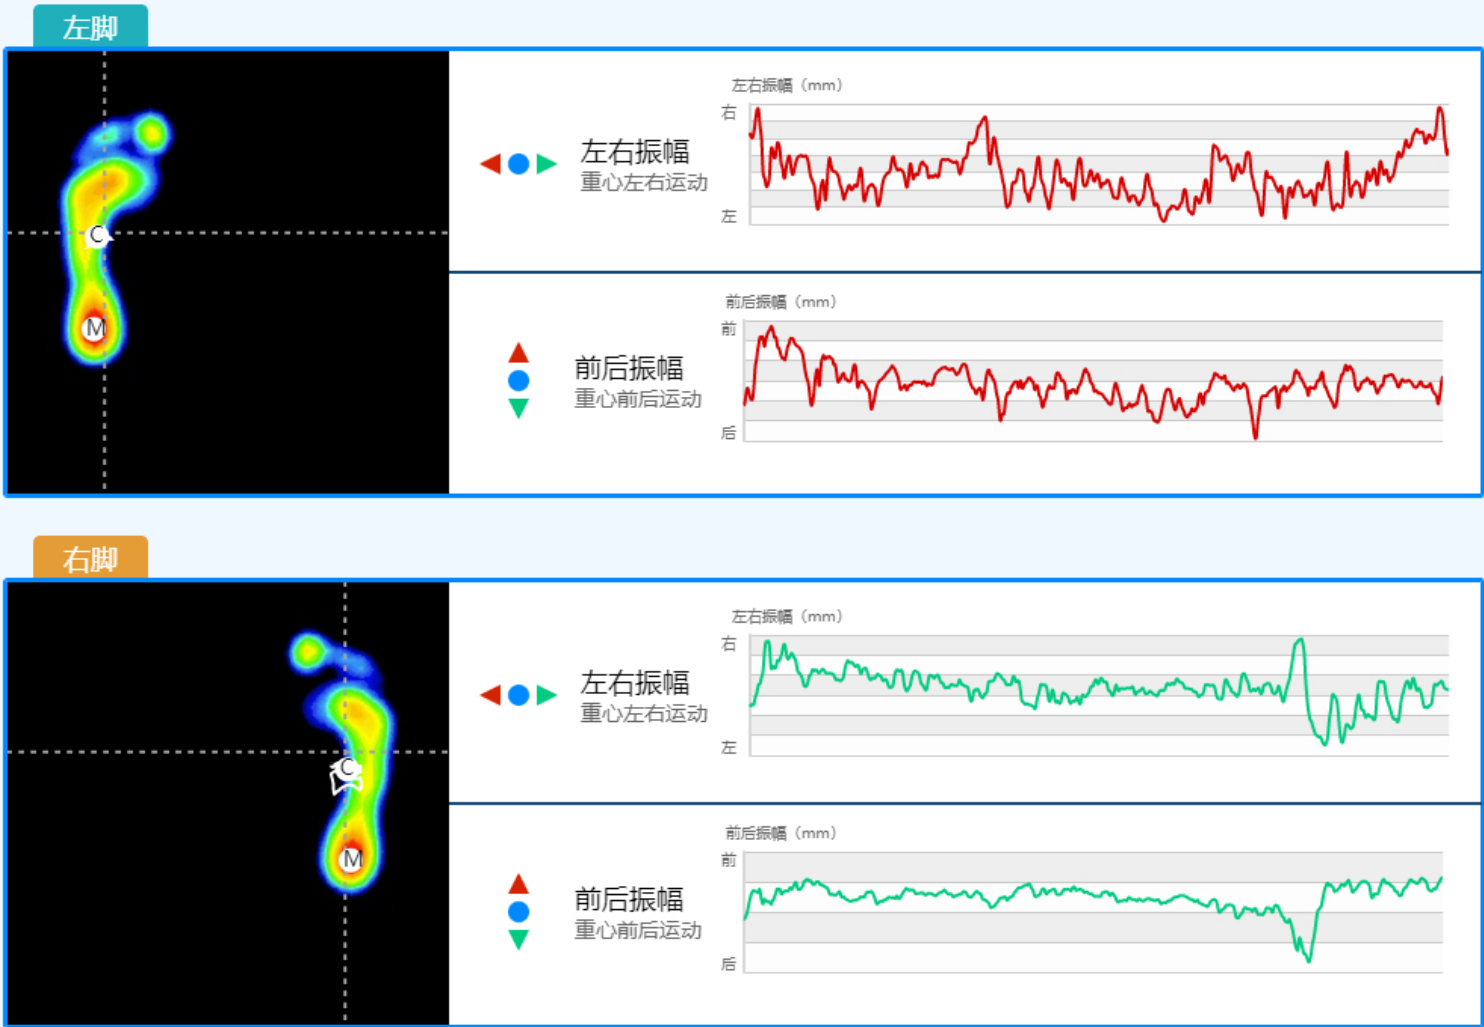 左脚
左右振幅（mm）
右
左
C
M
左右振幅
重心左右运动
前后振幅（mm）
前
后
前后振幅
重心前后运动
右脚
左右振幅（mm）
右
左
C
M
左右振幅
重心左右运动
前后振幅（mm）
前
后
前后振幅
重心前后运动